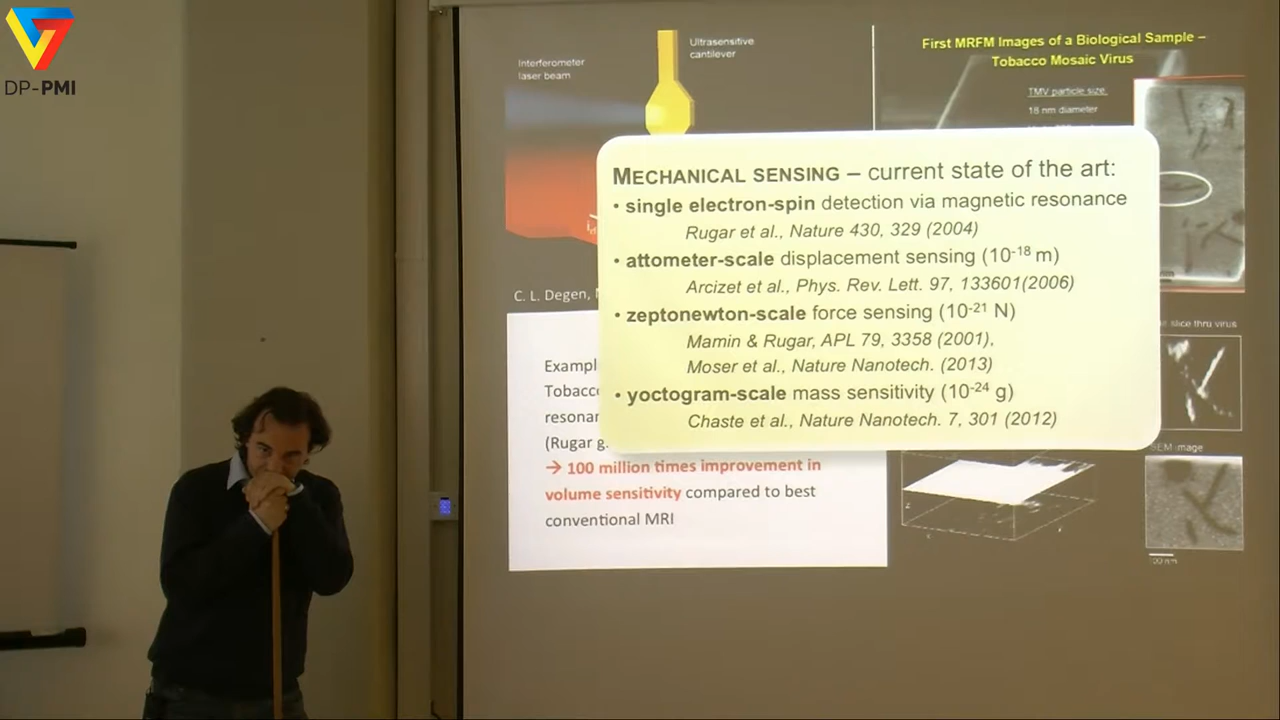 DP-PMI
Interferometer
laser beam
Ultrasensitive
cantilever
First MRFM Images of a Biological Sample –
Tobacco Mosaic Virus
TMV particle size
18 nm diameter
MECHANICAL SENSING – current state of the art:
• single electron-spin detection via magnetic resonance
Rugar et al., Nature 430, 329 (2004)
• attometer-scale displacement sensing (10⁻¹⁸ m)
Arcizet et al., Phys. Rev. Lett. 97, 133601(2006)
• zeptonewton-scale force sensing (10⁻²¹ N)
Mamin & Rugar, APL 79, 3358 (2001),
Moser et al., Nature Nanotech. (2013)
• yoctogram-scale mass sensitivity (10⁻²⁴ g)
Chaste et al., Nature Nanotech. 7, 301 (2012)
C. L. Degen,
Exampl
Tobacc
resonar
(Rugar g.
→ 100 million times improvement in
volume sensitivity compared to best
conventional MRI
slice thru virus
SEM image
100 nm